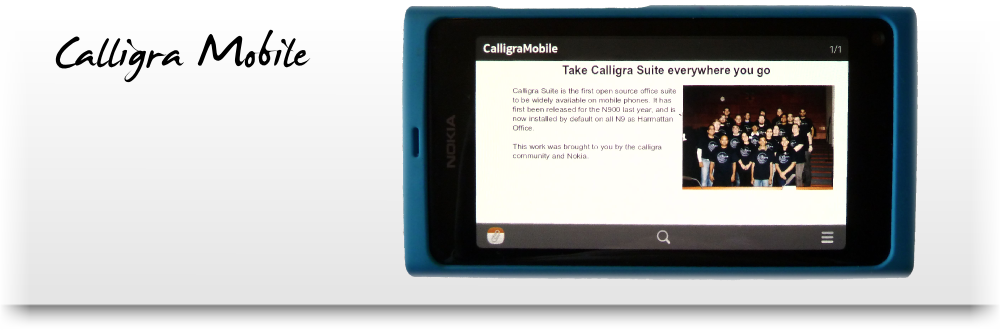 Calligra Mobile
CalligraMobile
1/1
Take Calligra Suite everywhere you go
Calligra Suite is the first open source office suite
to be widely available on mobile phones. It has
first been released for the N900 last year, and is
now installed by default on all N9 as Harmattan
Office.
This work was brought to you by the calligra
community and Nokia.
NOKIA